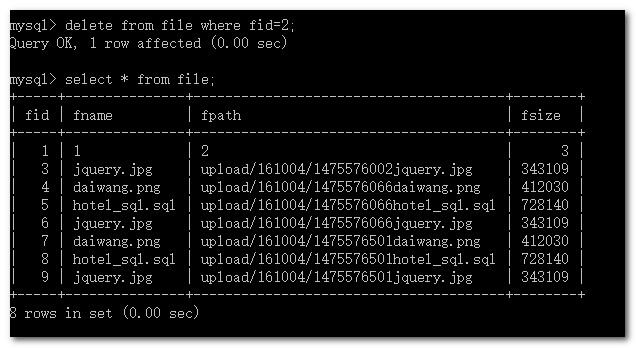 mysql> delete from file where fid=2;
Query OK, 1 row affected (0.00 sec)
mysql> select * from file;
+-----+---------------+---------------------------------------+--------+
| fid | fname         | fpath                                 | fsize  |
+-----+---------------+---------------------------------------+--------+
|   1 | 1             | 2                                     |      3 |
|   3 | jquery.jpg    | upload/161004/1475576002jquery.jpg    | 343109 |
|   4 | daiwang.png   | upload/161004/1475576066daiwang.png   | 412030 |
|   5 | hotel_sql.sql | upload/161004/1475576066hotel_sql.sql | 728140 |
|   6 | jquery.jpg    | upload/161004/1475576066jquery.jpg    | 343109 |
|   7 | daiwang.png   | upload/161004/1475576501daiwang.png   | 412030 |
|   8 | hotel_sql.sql | upload/161004/1475576501hotel_sql.sql | 728140 |
|   9 | jquery.jpg    | upload/161004/1475576501jquery.jpg    | 343109 |
+-----+---------------+---------------------------------------+--------+
8 rows in set (0.00 sec)